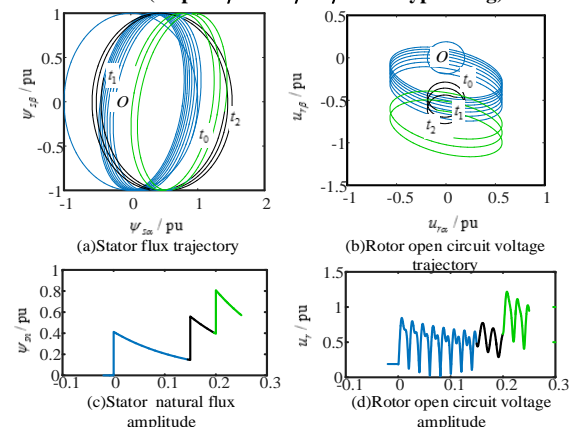 1
0.5
0
-0.5
-1
-1
0
1
2
t₁
O
t₀
t₂
ψsβ / pu
ψsα / pu
(a)Stator flux trajectory
0.5
0
-0.5
-1
-1.5
-1
-0.5
0
0.5
1
O
t₀
t₁
t₂
urβ / pu
urα / pu
(b)Rotor open circuit voltage
trajectory
0.8
0.6
0.4
0.2
0
-0.1
0
0.1
0.2
0.3
ψsn / pu
(c)Stator natural flux
amplitude
1.5
1
0.5
0
-0.1
0
0.1
0.2
0.3
ur / pu
(d)Rotor open circuit voltage
amplitude